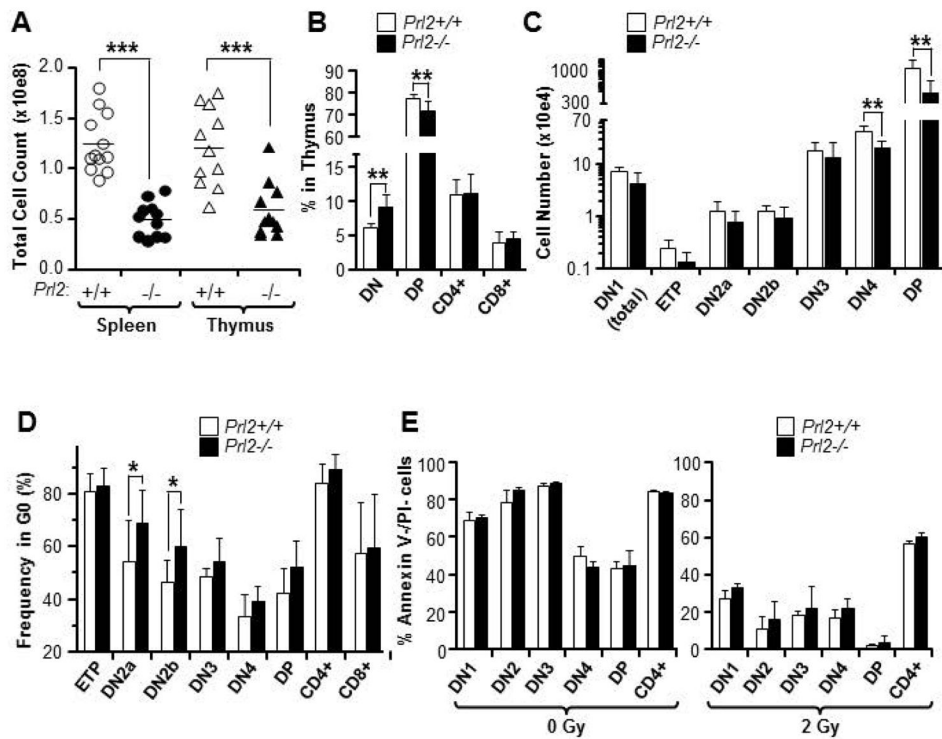 A
Total Cell Count (x10e8)
2.0
1.5
1.0
0.5
0.0
***
***
Prl2: +/+ -/- +/+ -/-
Spleen Thymus
B
Prl2+/+
Prl2-/-
% in Thymus
90
80
70
60
50
15
10
5
0
**
**
DN DP CD4+ CD8+
C
Prl2+/+
Prl2-/-
Cell Number (x10e4)
1000
300
70
10
1
0.1
**
**
DN1 (total) ETP DN2a DN2b DN3 DN4 DP
D
Prl2+/+
Prl2-/-
Frequency in G0 (%)
80
60
40
20
*
*
ETP DN2a DN2b DN3 DN4 DP CD4+ CD8+
E
Prl2+/+
Prl2-/-
% Annexin V-/PI- cells
100
80
60
40
20
0
DN1 DN2 DN3 DN4 DP CD4+
0 Gy
100
80
60
40
20
0
DN1 DN2 DN3 DN4 DP CD4+
2 Gy